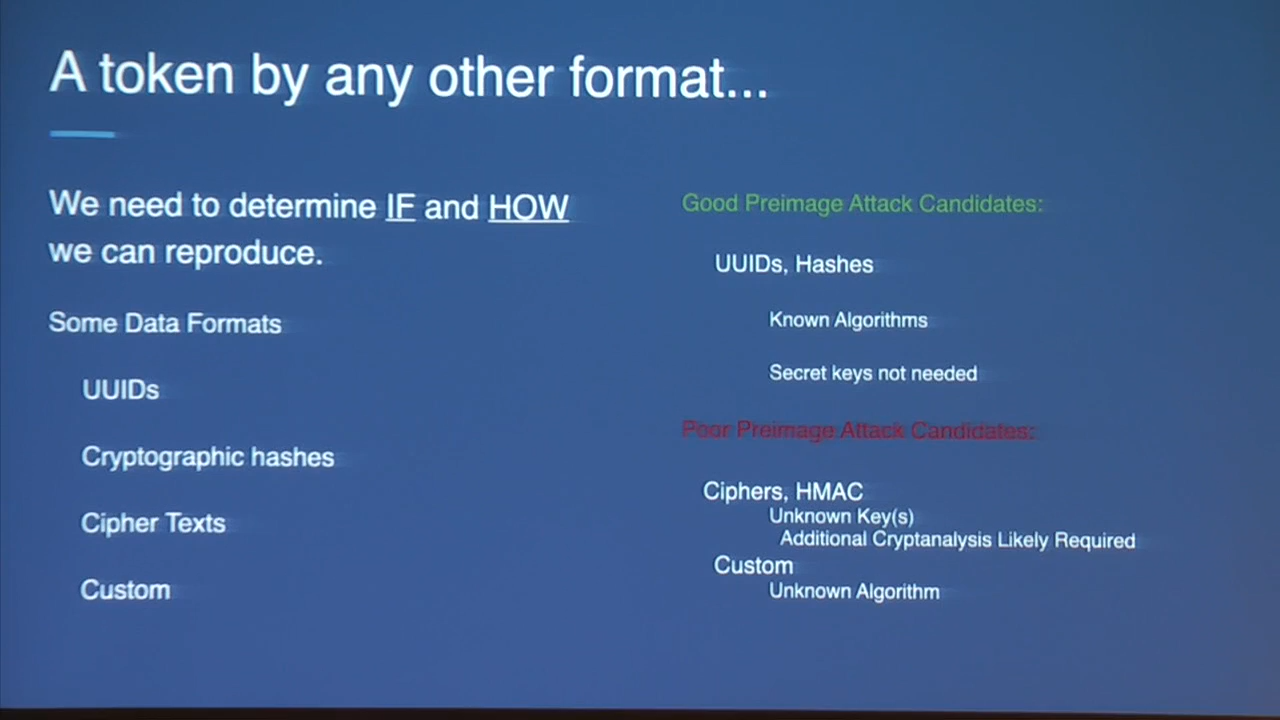 A token by any other format...
We need to determine IF and HOW
we can reproduce.
Some Data Formats
UUIDs
Cryptographic hashes
Cipher Texts
Custom
Good Preimage Attack Candidates:
UUIDs, Hashes
Known Algorithms
Secret keys not needed
Poor Preimage Attack Candidates:
Ciphers, HMAC
Unknown Key(s)
Additional Cryptanalysis Likely Required
Custom
Unknown Algorithm